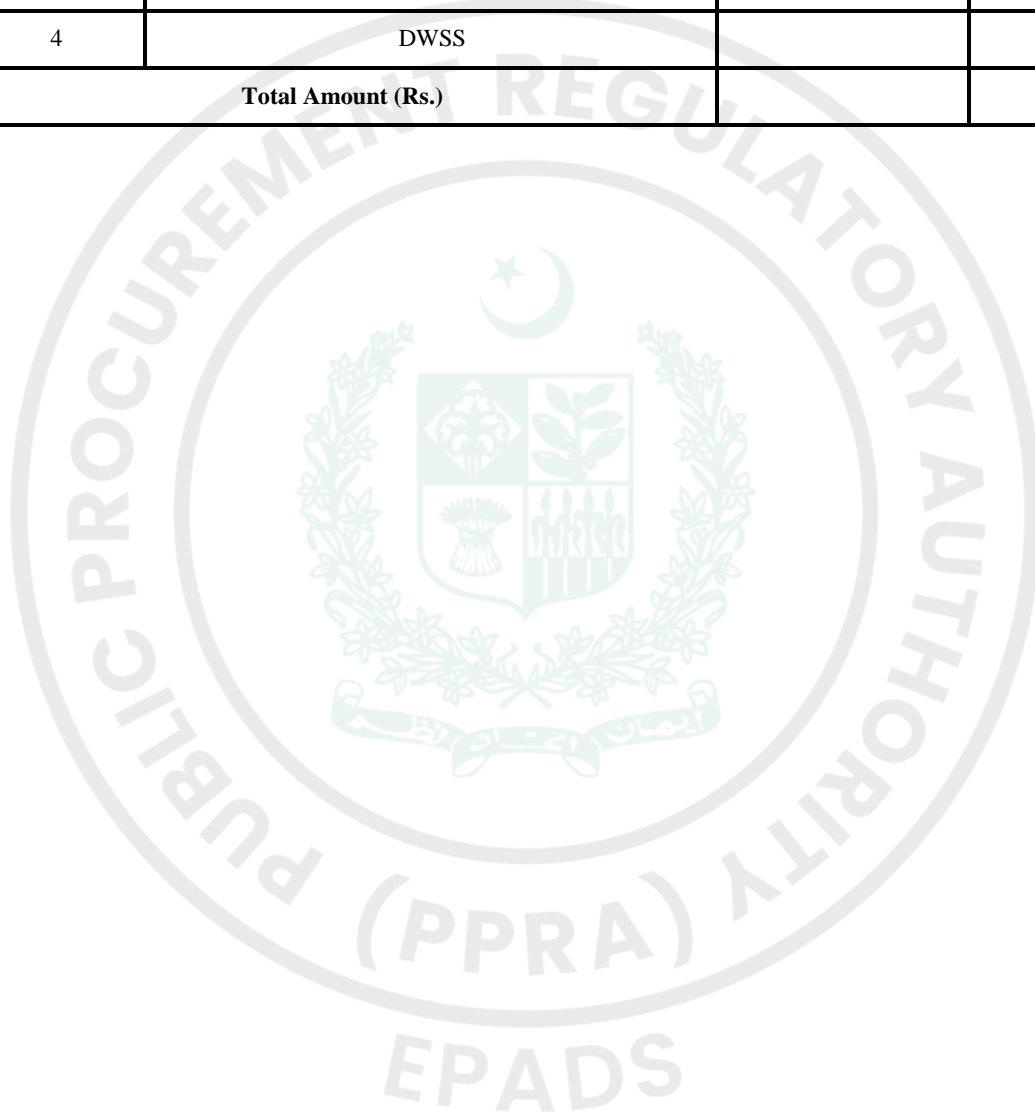 4 DWSS
Total Amount (Rs.)
PUBLIC PROCUREMENT REGULATORY AUTHORITY
(PPRA)
EPADS